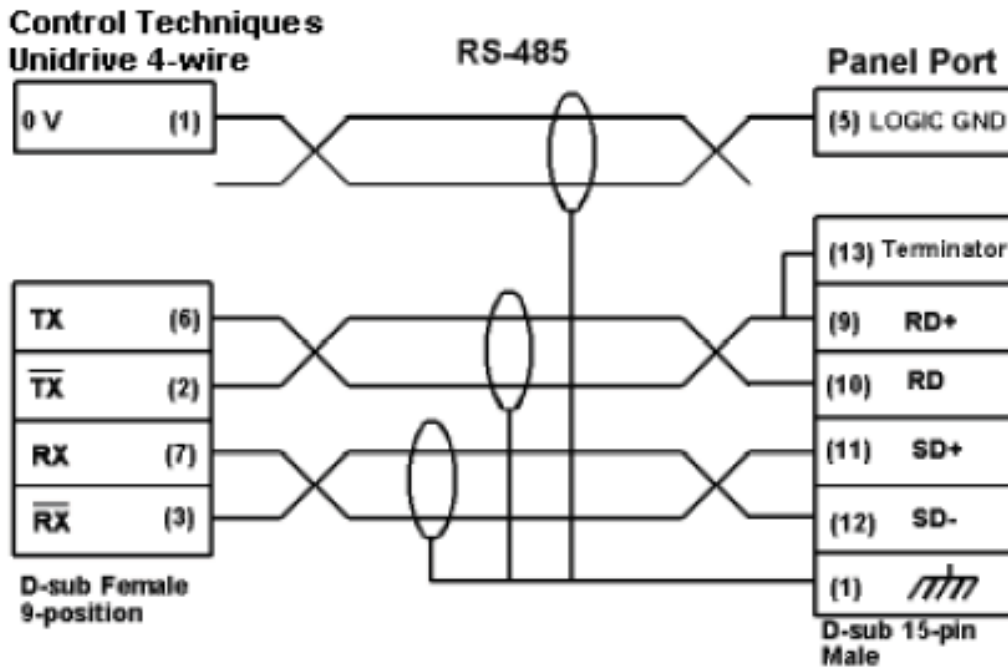 Control Techniques
Unidrive 4-wire
RS-485
Panel Port
0 V (1)
(5) LOGIC GND
(13) Terminator
TX (6)
(9) RD+
T̅X̅ (2)
(10) RD
RX (7)
(11) SD+
R̅X̅ (3)
(12) SD-
(1)
D-sub Female
9-position
D-sub 15-pin
Male